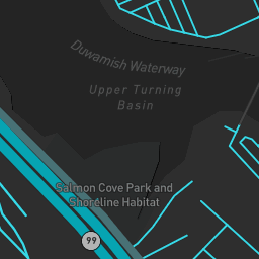 Duwamish Waterway
Upper Turning
Basin
Salmon Cove Park and
Shoreline Habitat
99